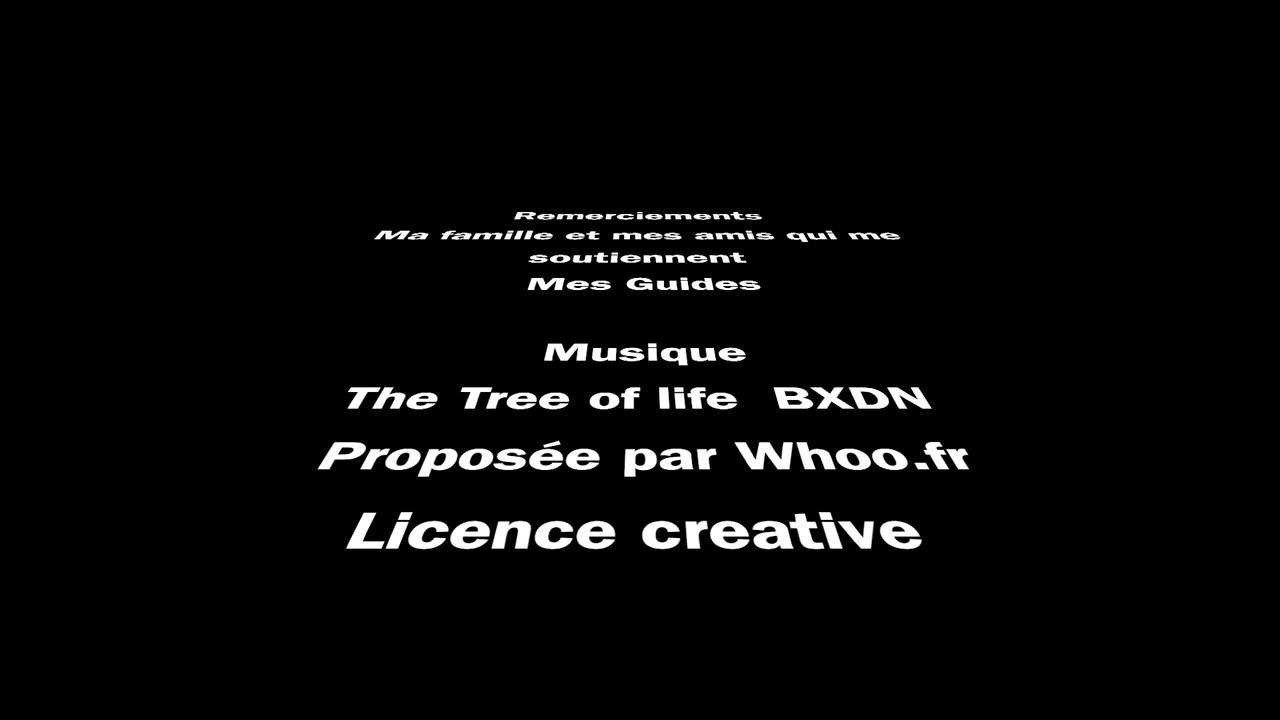 Remerciements
Ma famille et mes amis qui me
soutiennent
Mes Guides
Musique
The Tree of life  BXDN
Proposée par Whoo.fr
Licence creative